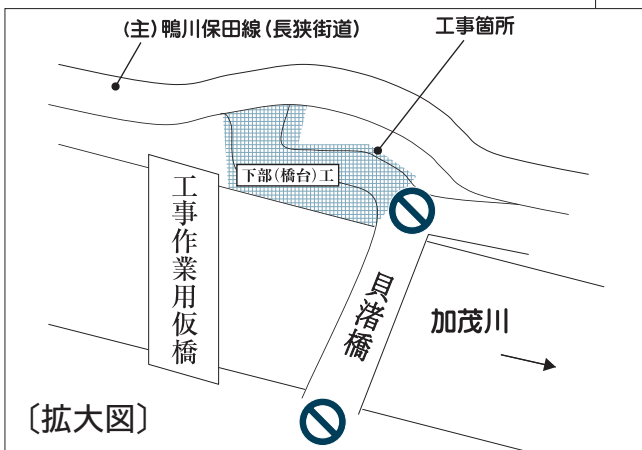 (主)鴨川保田線(長狭街道)
工事箇所
下部(橋台)工
工事作業用仮橋
貝渚橋
加茂川
〔拡大図〕